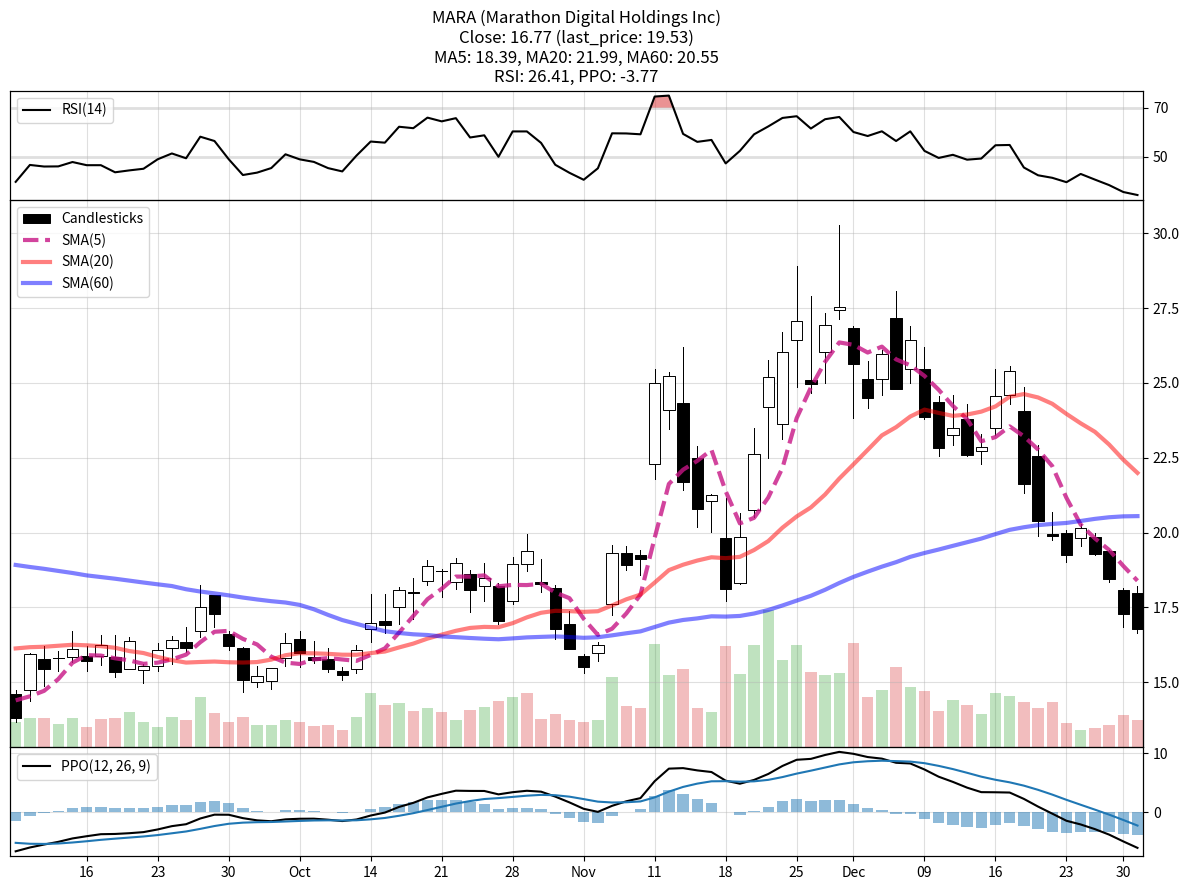 MARA (Marathon Digital Holdings Inc)
Close: 16.77 (last_price: 19.53)
MA5: 18.39, MA20: 21.99, MA60: 20.55
RSI: 26.41, PPO: -3.77
RSI(14)
70
50
Candlesticks
SMA(5)
SMA(20)
SMA(60)
30.0
27.5
25.0
22.5
20.0
17.5
15.0
PPO(12, 26, 9)
10
0
16 23 30 Oct 14 21 28 Nov 11 18 25 Dec 09 16 23 30